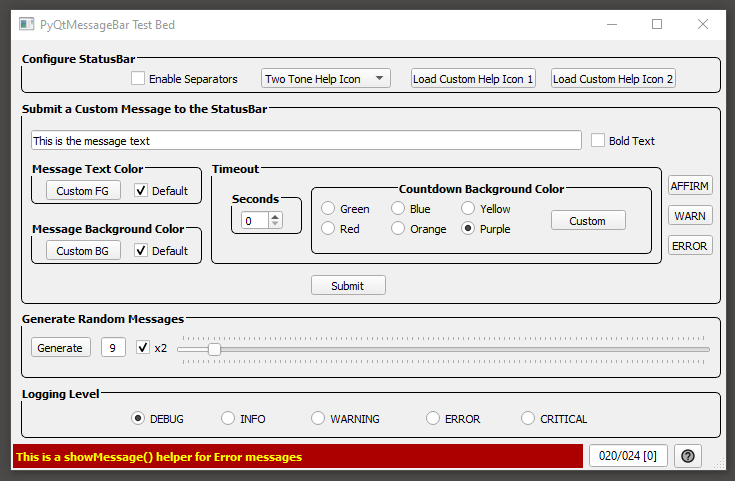 PyQtMessageBar Test Bed
Configure StatusBar
Enable Separators
Two Tone Help Icon
Load Custom Help Icon 1
Load Custom Help Icon 2
Submit a Custom Message to the StatusBar
This is the message text
Bold Text
Message Text Color
Custom FG
Default
Message Background Color
Custom BG
Default
Timeout
Seconds
0
Countdown Background Color
Green
Blue
Yellow
Red
Orange
Purple
Custom
AFFIRM
WARN
ERROR
Submit
Generate Random Messages
Generate
9
x2
Logging Level
DEBUG
INFO
WARNING
ERROR
CRITICAL
This is a showMessage() helper for Error messages
020/024 [0]
?